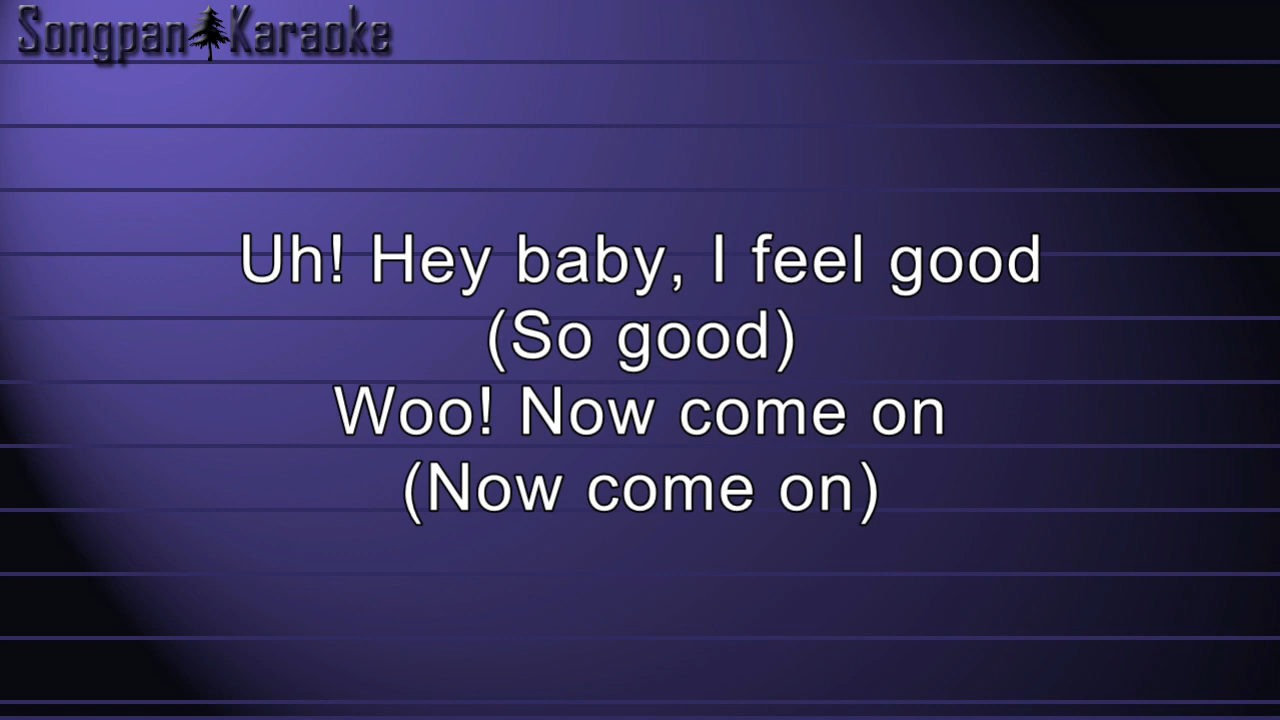 Songpan Karaoke
Uh! Hey baby, I feel good
(So good)
Woo! Now come on
(Now come on)